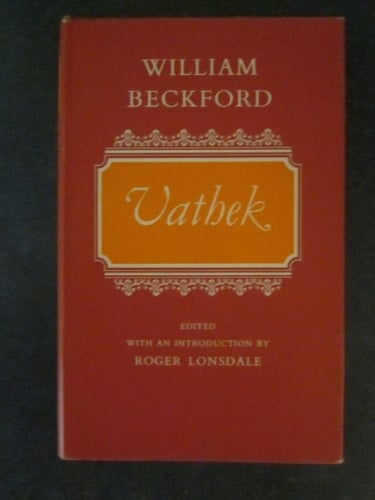 WILLIAM
BECKFORD
Vathek
EDITED
WITH AN INTRODUCTION BY
ROGER LONSDALE